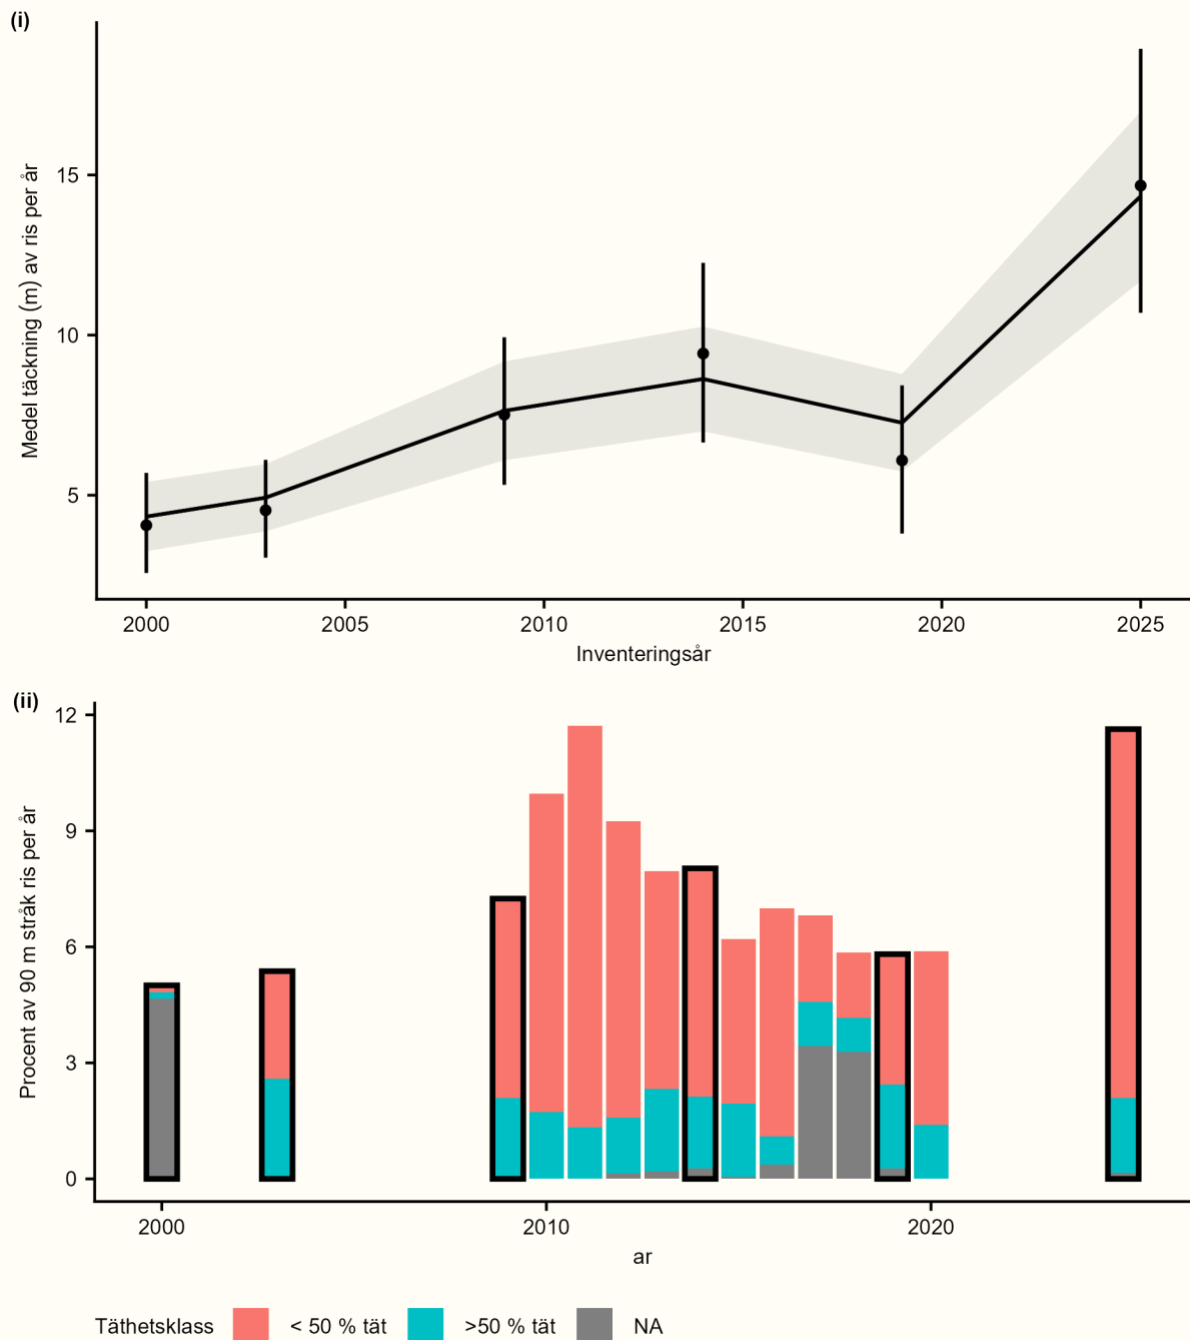 (i)
Medel täckning (m) av ris per år
15
10
5
2000 2005 2010 2015 2020 2025
Inventeringsår
(ii)
Procent av 90 m stråk ris per år
12
9
6
3
0
2000 2010 2020
ar
Täthetsklass < 50 % tät >50 % tät NA